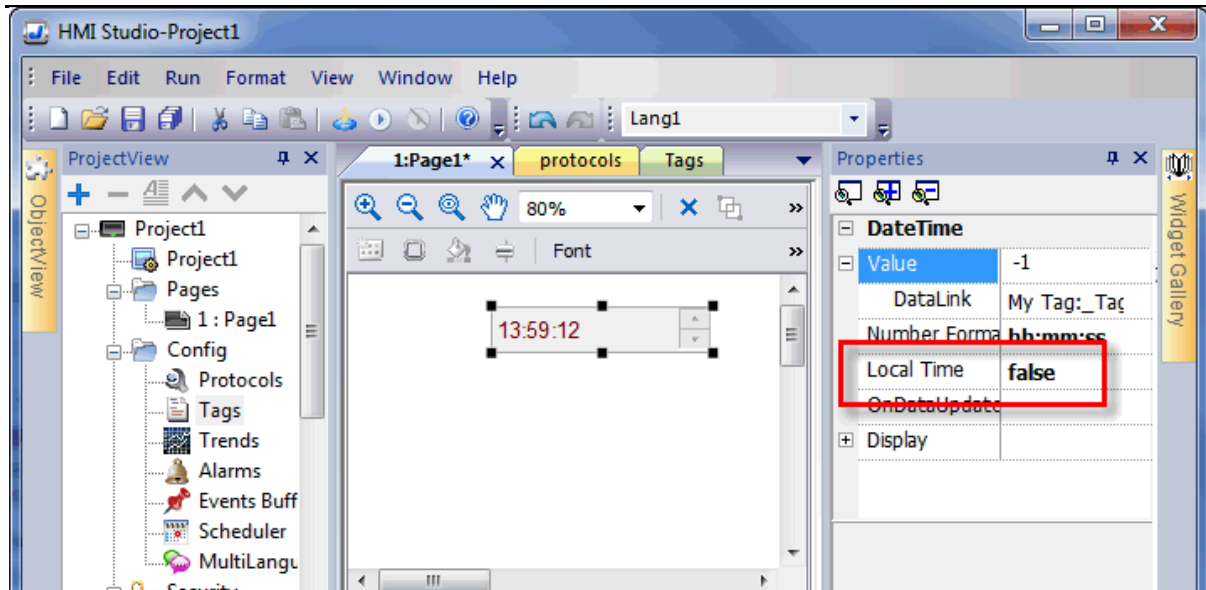 HMI Studio-Project1
File Edit Run Format View Window Help
Lang1
ObjectView
ProjectView
Project1
Project1
Pages
1 : Page1
Config
Protocols
Tags
Trends
Alarms
Events Buff
Scheduler
MultiLangu
Security
1:Page1* protocols Tags
80%
Font
13:59:12
Properties
DateTime
Value -1
DataLink My Tag:_Tag
Number Forma hh:mm:ss
Local Time false
OnDataUpdate
Display
Widget Gallery